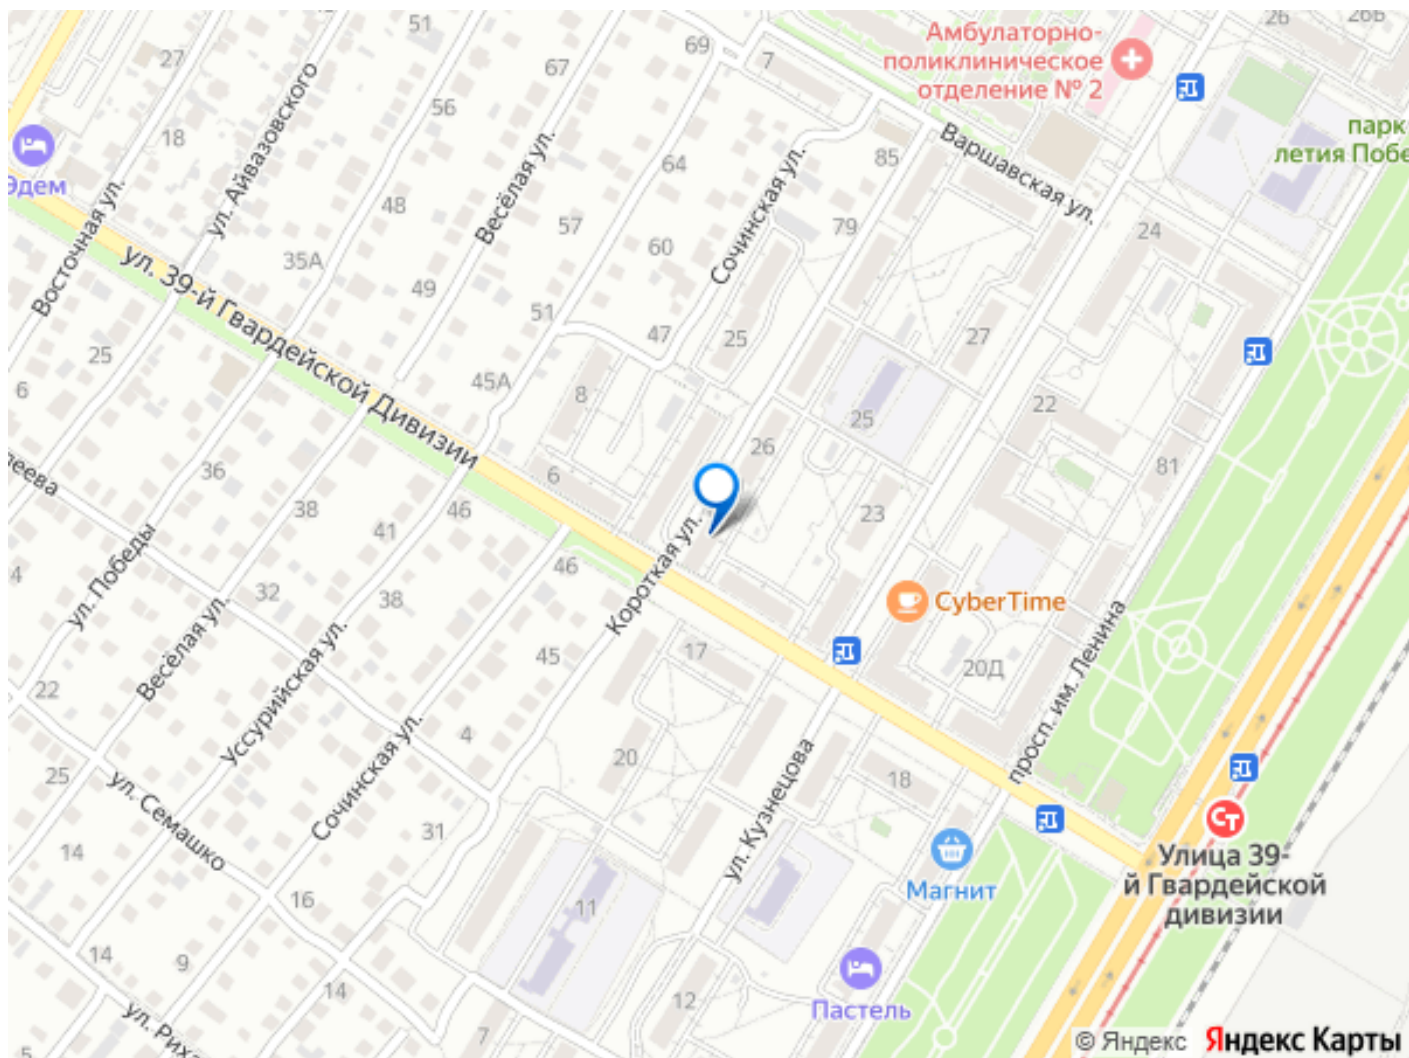 51
69
7
26
26Б
Амбулаторно-
поликлиническое
отделение № 2
27
67
ул. Айвазовского
56
18
Эдем
парк
летия Побе
Варшавская ул.
64
85
Весёлая ул.
Сочинская ул.
48
57
79
24
60
Восточная ул.
35А
49
ул. 39-й Гвардейской Дивизии
51
47
25
27
25
6
45А
8
25
22
26
81
36
6
38
46
41
23
ул. Победы
Короткая ул.
46
32
38
CyberTime
Весёлая ул.
Уссурийская ул.
45
17
20Д
просп. им. Ленина
22
4
20
18
25
ул. Семашко
Сочинская ул.
31
ул. Кузнецова
14
Магнит
Улица 39-
й Гвардейской
дивизии
16
11
14
9
14
12
Пастель
7
5
© Яндекс Яндекс Карты